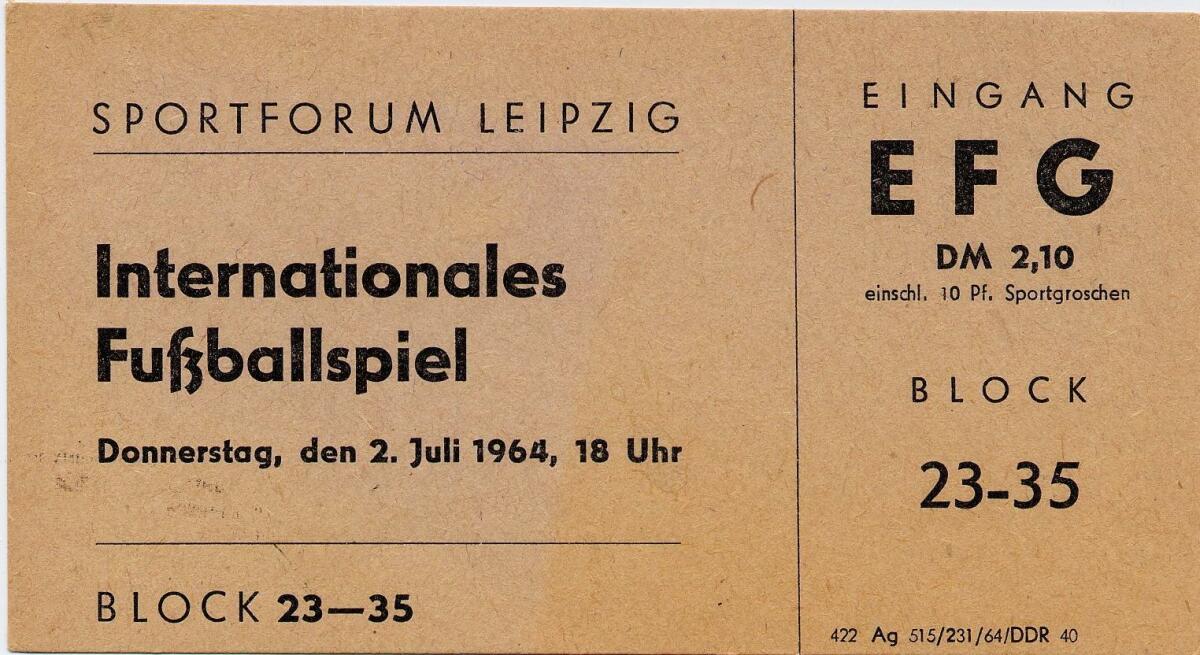 SPORTFORUM LEIPZIG
Internationales
Fußballspiel
Donnerstag, den 2. Juli 1964, 18 Uhr
BLOCK 23—35
EINGANG
EFG
DM 2,10
einschl. 10 Pf. Sportgroschen
BLOCK
23-35
422 Ag 515/231/64/DDR 40